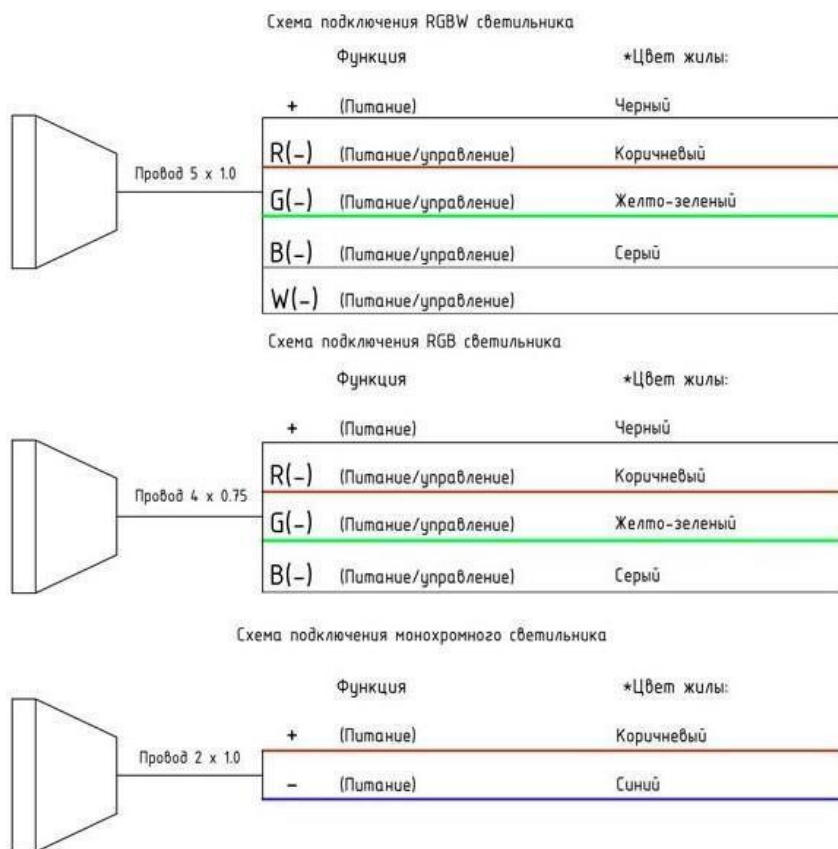 Схема подключения RGBW светильника
Функция *Цвет жилы:
+ (Питание) Черный
R(-) (Питание/управление) Коричневый
Провод 5 x 1.0
G(-) (Питание/управление) Желто-зеленый
B(-) (Питание/управление) Серый
W(-) (Питание/управление)
Схема подключения RGB светильника
Функция *Цвет жилы:
+ (Питание) Черный
R(-) (Питание/управление) Коричневый
Провод 4 x 0.75
G(-) (Питание/управление) Желто-зеленый
B(-) (Питание/управление) Серый
Схема подключения монохромного светильника
Функция *Цвет жилы:
+ (Питание) Коричневый
Провод 2 x 1.0
- (Питание) Синий